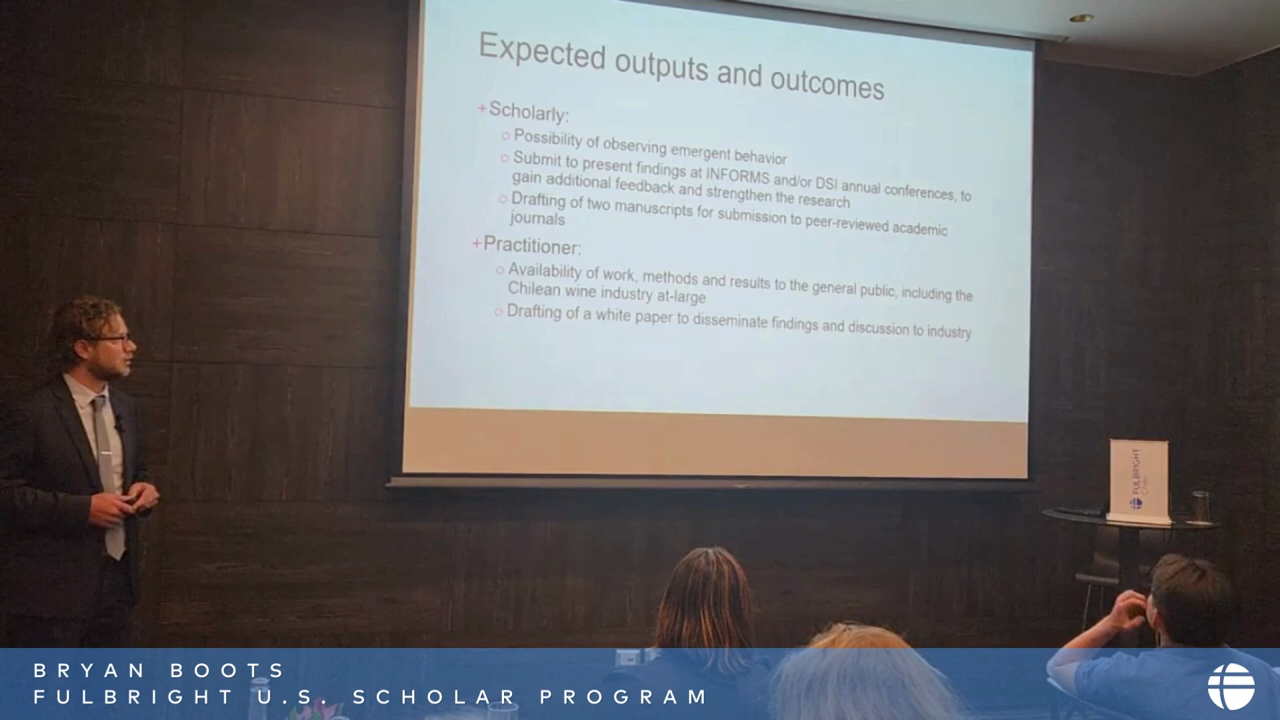 Expected outputs and outcomes
+Scholarly:
o Possibility of observing emergent behavior
o Submit to present findings at INFORMS and/or DSI annual conferences, to
gain additional feedback and strengthen the research
o Drafting of two manuscripts for submission to peer-reviewed academic
journals
+Practitioner:
o Availability of work, methods and results to the general public, including the
Chilean wine industry at-large
o Drafting of a white paper to disseminate findings and discussion to industry
FULBRIGHT
BRYAN BOOTS
FULBRIGHT U.S. SCHOLAR PROGRAM